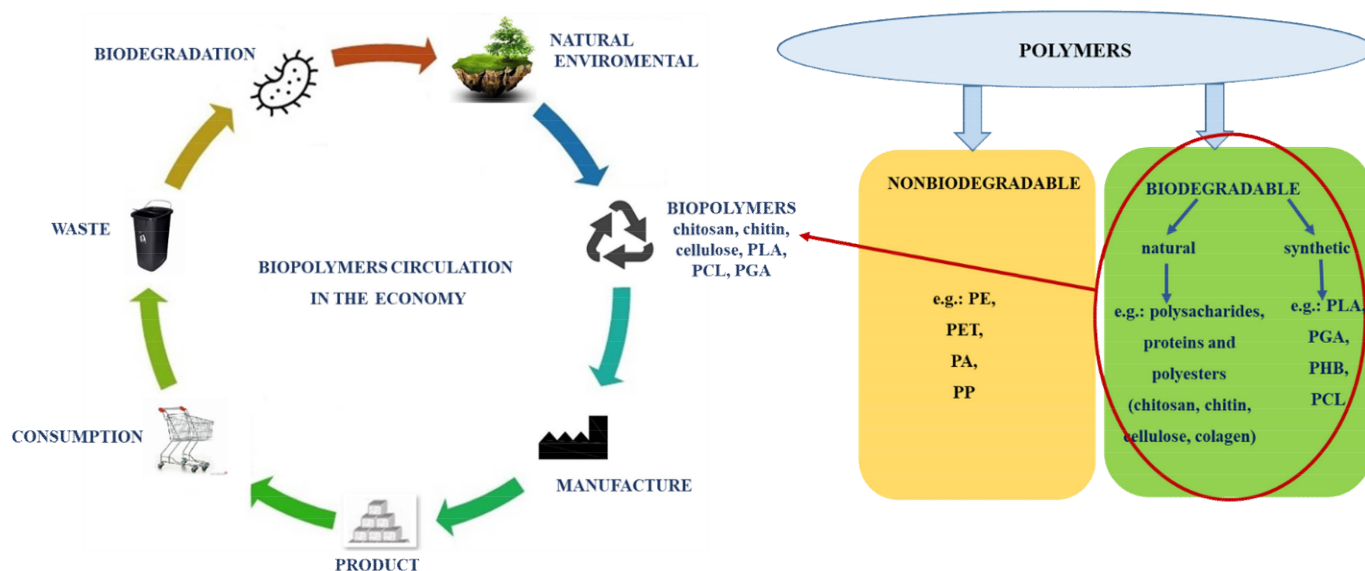 BIODEGRADATION
NATURAL
ENVIROMENTAL
BIOPOLYMERS
chitosan, chitin,
cellulose, PLA,
PCL, PGA
MANUFACTURE
PRODUCT
CONSUMPTION
WASTE
BIOPOLYMERS CIRCULATION
IN THE ECONOMY
POLYMERS
NONBIODEGRADABLE
e.g.: PE,
PET,
PA,
PP
BIODEGRADABLE
natural
e.g.: polysacharides,
proteins and
polyesters
(chitosan, chitin,
cellulose, colagen)
synthetic
e.g.: PLA,
PGA,
PHB,
PCL